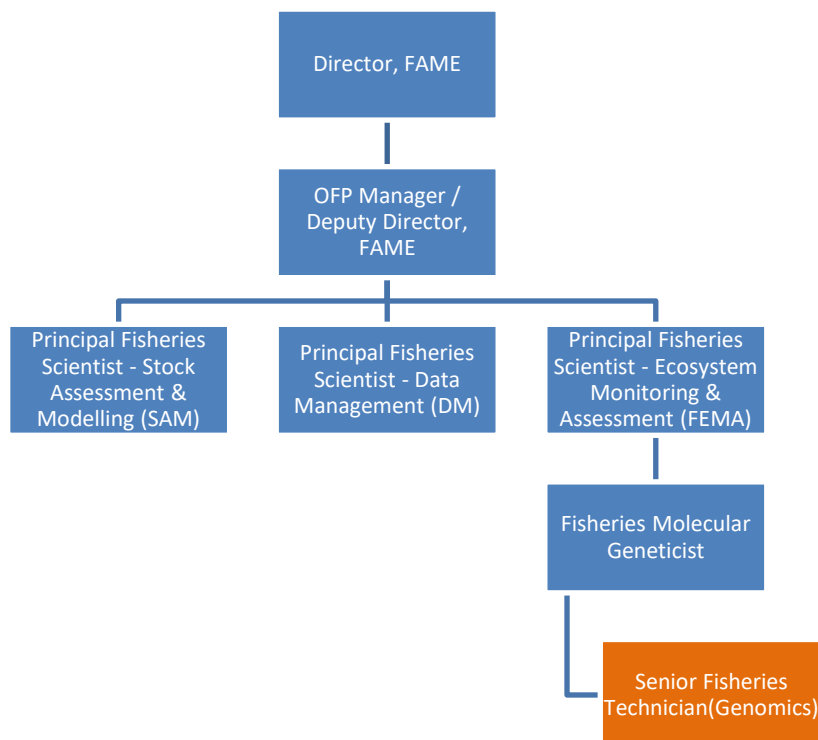 Director, FAME
OFP Manager /
Deputy Director,
FAME
Principal Fisheries
Scientist - Stock
Assessment &
Modelling (SAM)
Principal Fisheries
Scientist - Data
Management (DM)
Principal Fisheries
Scientist - Ecosystem
Monitoring &
Assessment (FEMA)
Fisheries Molecular
Geneticist
Senior Fisheries
Technician(Genomics)